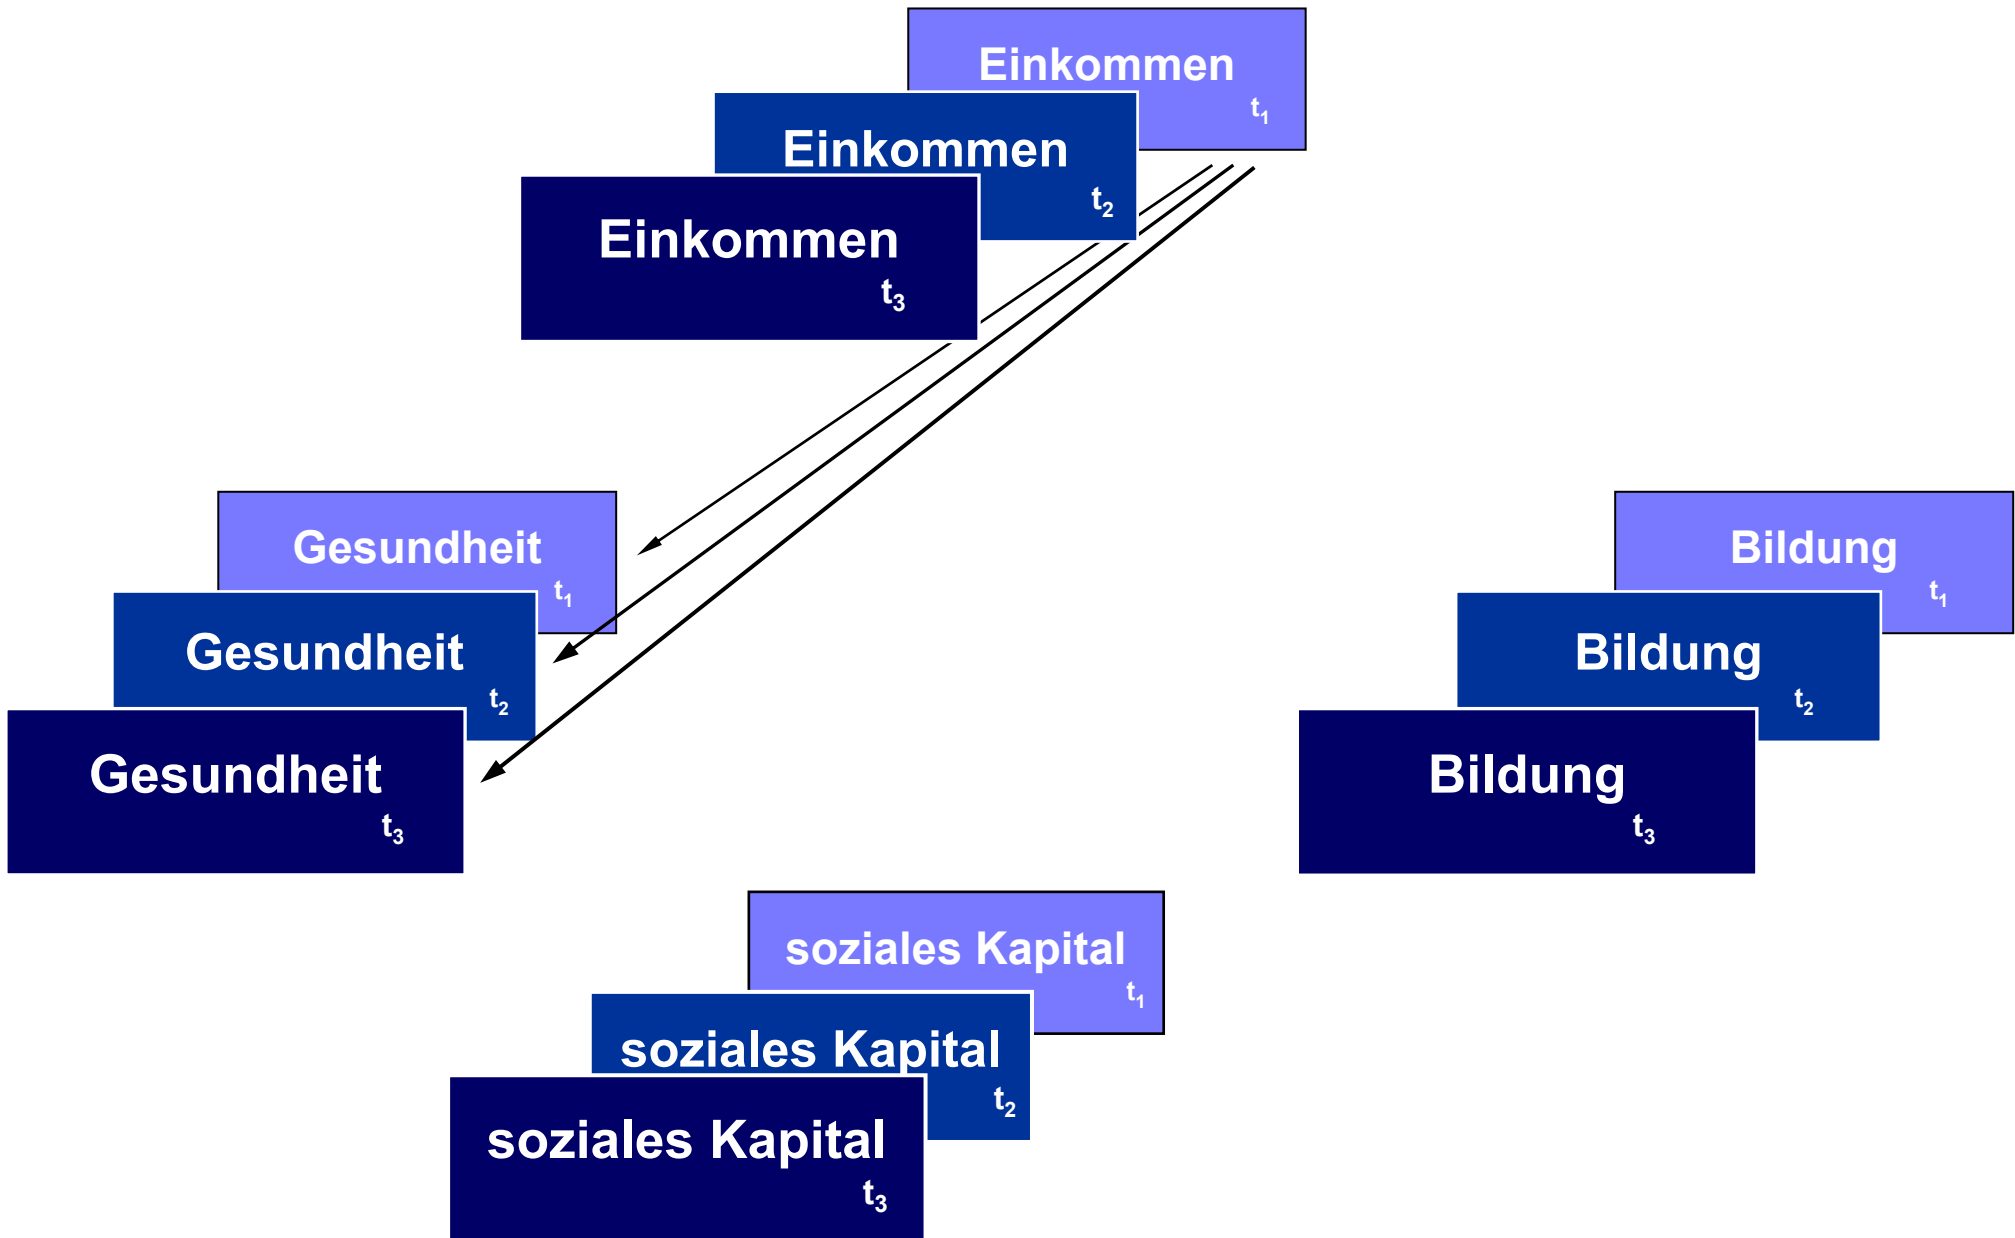 Einkommen
t₁
Einkommen
t₂
Einkommen
t₃
Gesundheit
t₁
Gesundheit
t₂
Gesundheit
t₃
Bildung
t₁
Bildung
t₂
Bildung
t₃
soziales Kapital
t₁
soziales Kapital
t₂
soziales Kapital
t₃